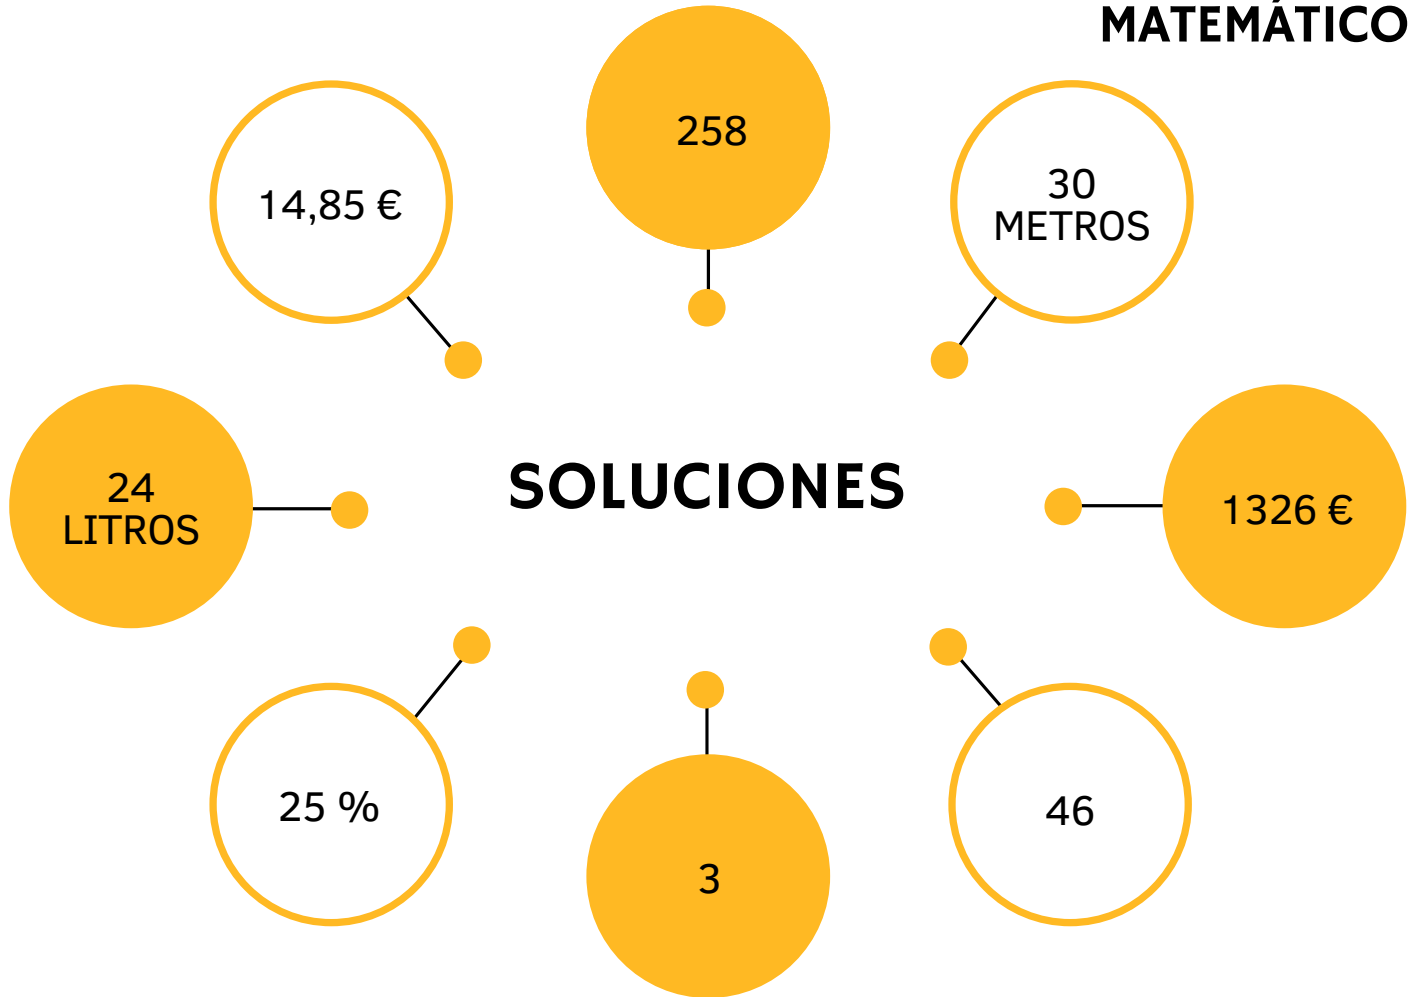 MATEMÁTICO
258
14,85 €
30
METROS
24
LITROS
SOLUCIONES
1326 €
25 %
3
46